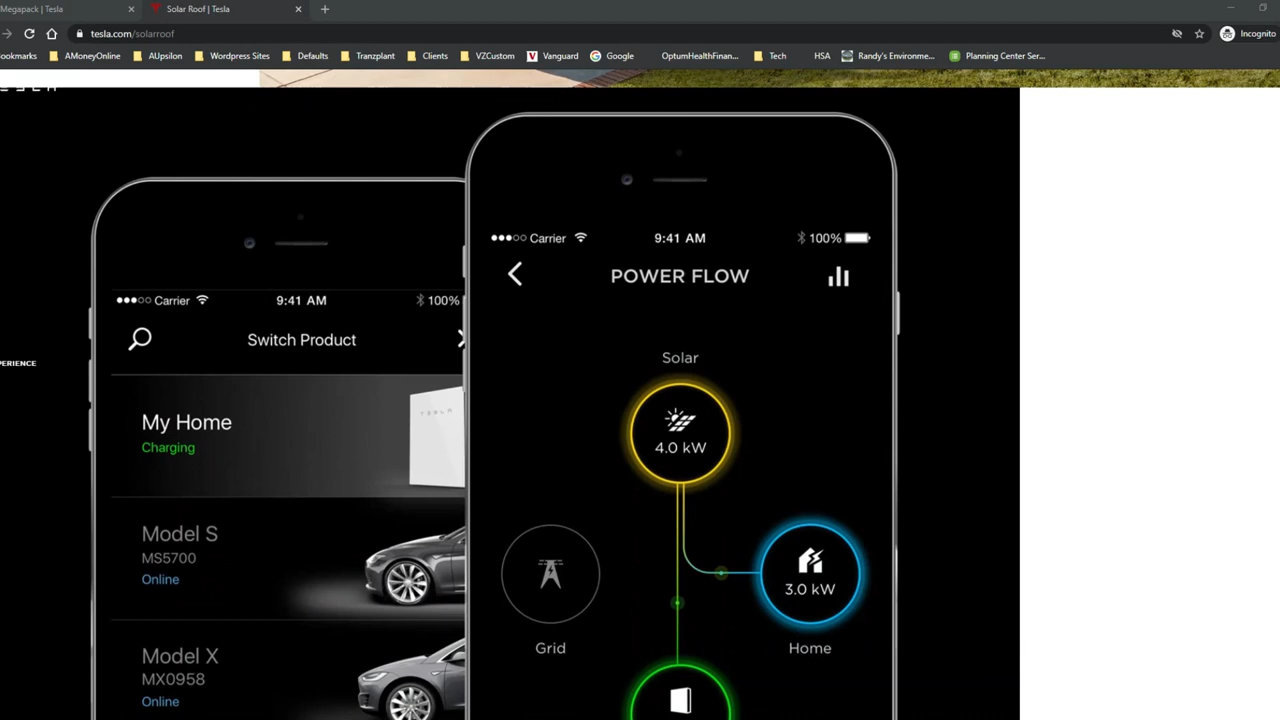 Megapack | Tesla
Solar Roof | Tesla
tesla.com/solarroof
Incognito
ookmarks AMoneyOnline AUpsilon Wordpress Sites Defaults Tranzplant Clients VZCustom Vanguard Google OptumHealthFinan... Tech HSA Randy's Environme... Planning Center Ser...
PERIENCE
Carrier 9:41 AM 100%
Switch Product
My Home
Charging
TESLA
Model S
MS5700
Online
Model X
MX0958
Online
Carrier 9:41 AM 100%
POWER FLOW
Solar
4.0 kW
3.0 kW
Grid
Home